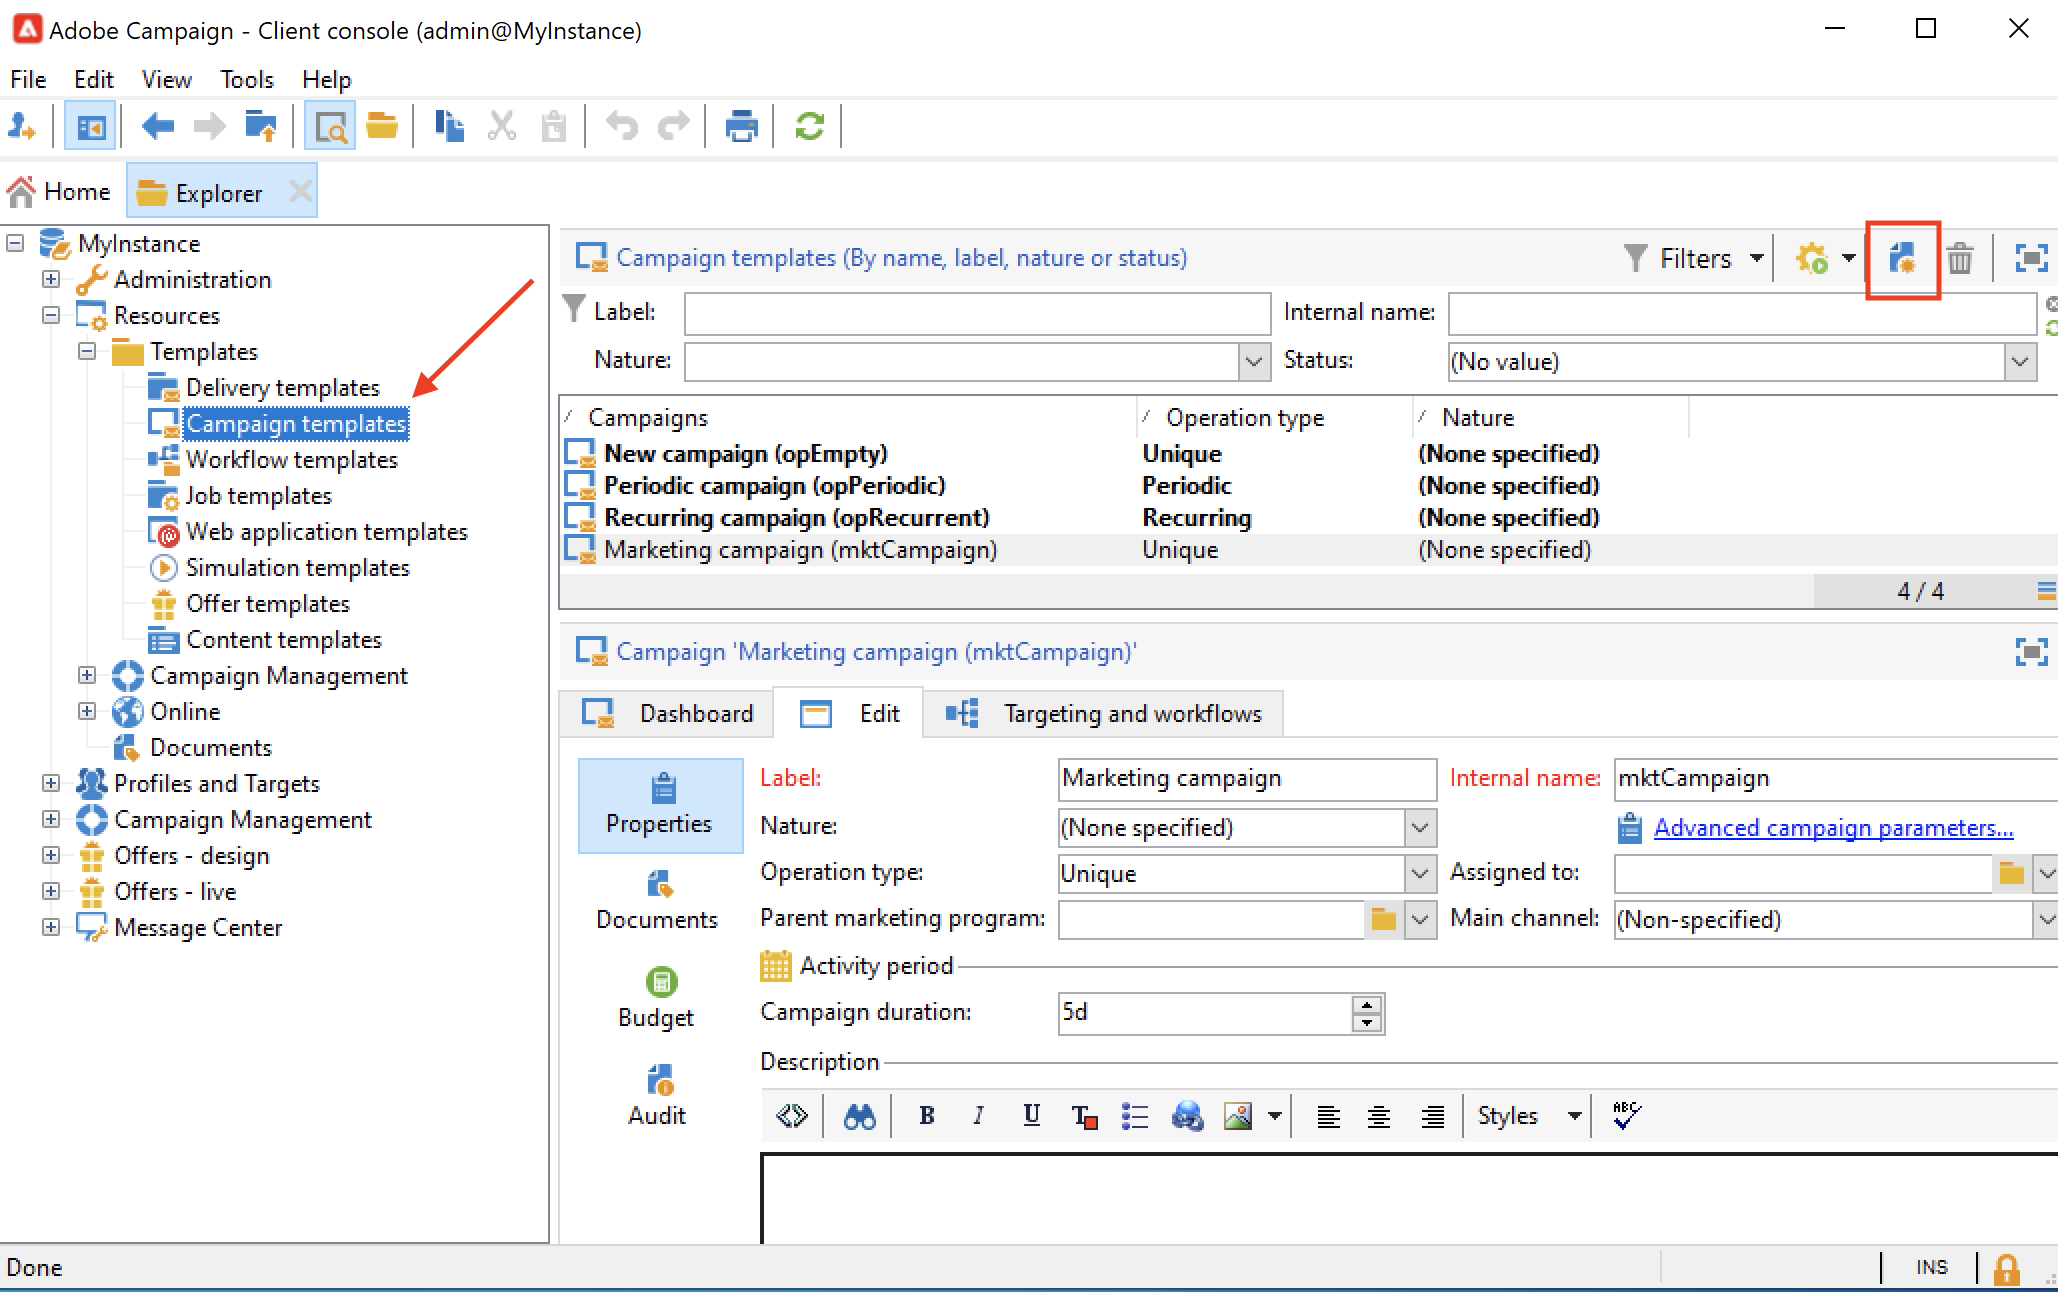 Adobe Campaign - Client console (admin@MyInstance)
File Edit View Tools Help
Home Explorer
MyInstance
Administration
Resources
Templates
Delivery templates
Campaign templates
Workflow templates
Job templates
Web application templates
Simulation templates
Offer templates
Content templates
Campaign Management
Online
Documents
Profiles and Targets
Campaign Management
Offers - design
Offers - live
Message Center
Campaign templates (By name, label, nature or status) Filters
Label: Internal name:
Nature: Status: (No value)
Campaigns Operation type Nature
New campaign (opEmpty) Unique (None specified)
Periodic campaign (opPeriodic) Periodic (None specified)
Recurring campaign (opRecurrent) Recurring (None specified)
Marketing campaign (mktCampaign) Unique (None specified)
4 / 4
Campaign 'Marketing campaign (mktCampaign)'
Dashboard Edit Targeting and workflows
Properties
Documents
Budget
Audit
Label: Marketing campaign Internal name: mktCampaign
Nature: (None specified) Advanced campaign parameters...
Operation type: Unique Assigned to:
Parent marketing program: Main channel: (Non-specified)
Activity period
Campaign duration: 5d
Description
B I U T Styles ABC
Done INS